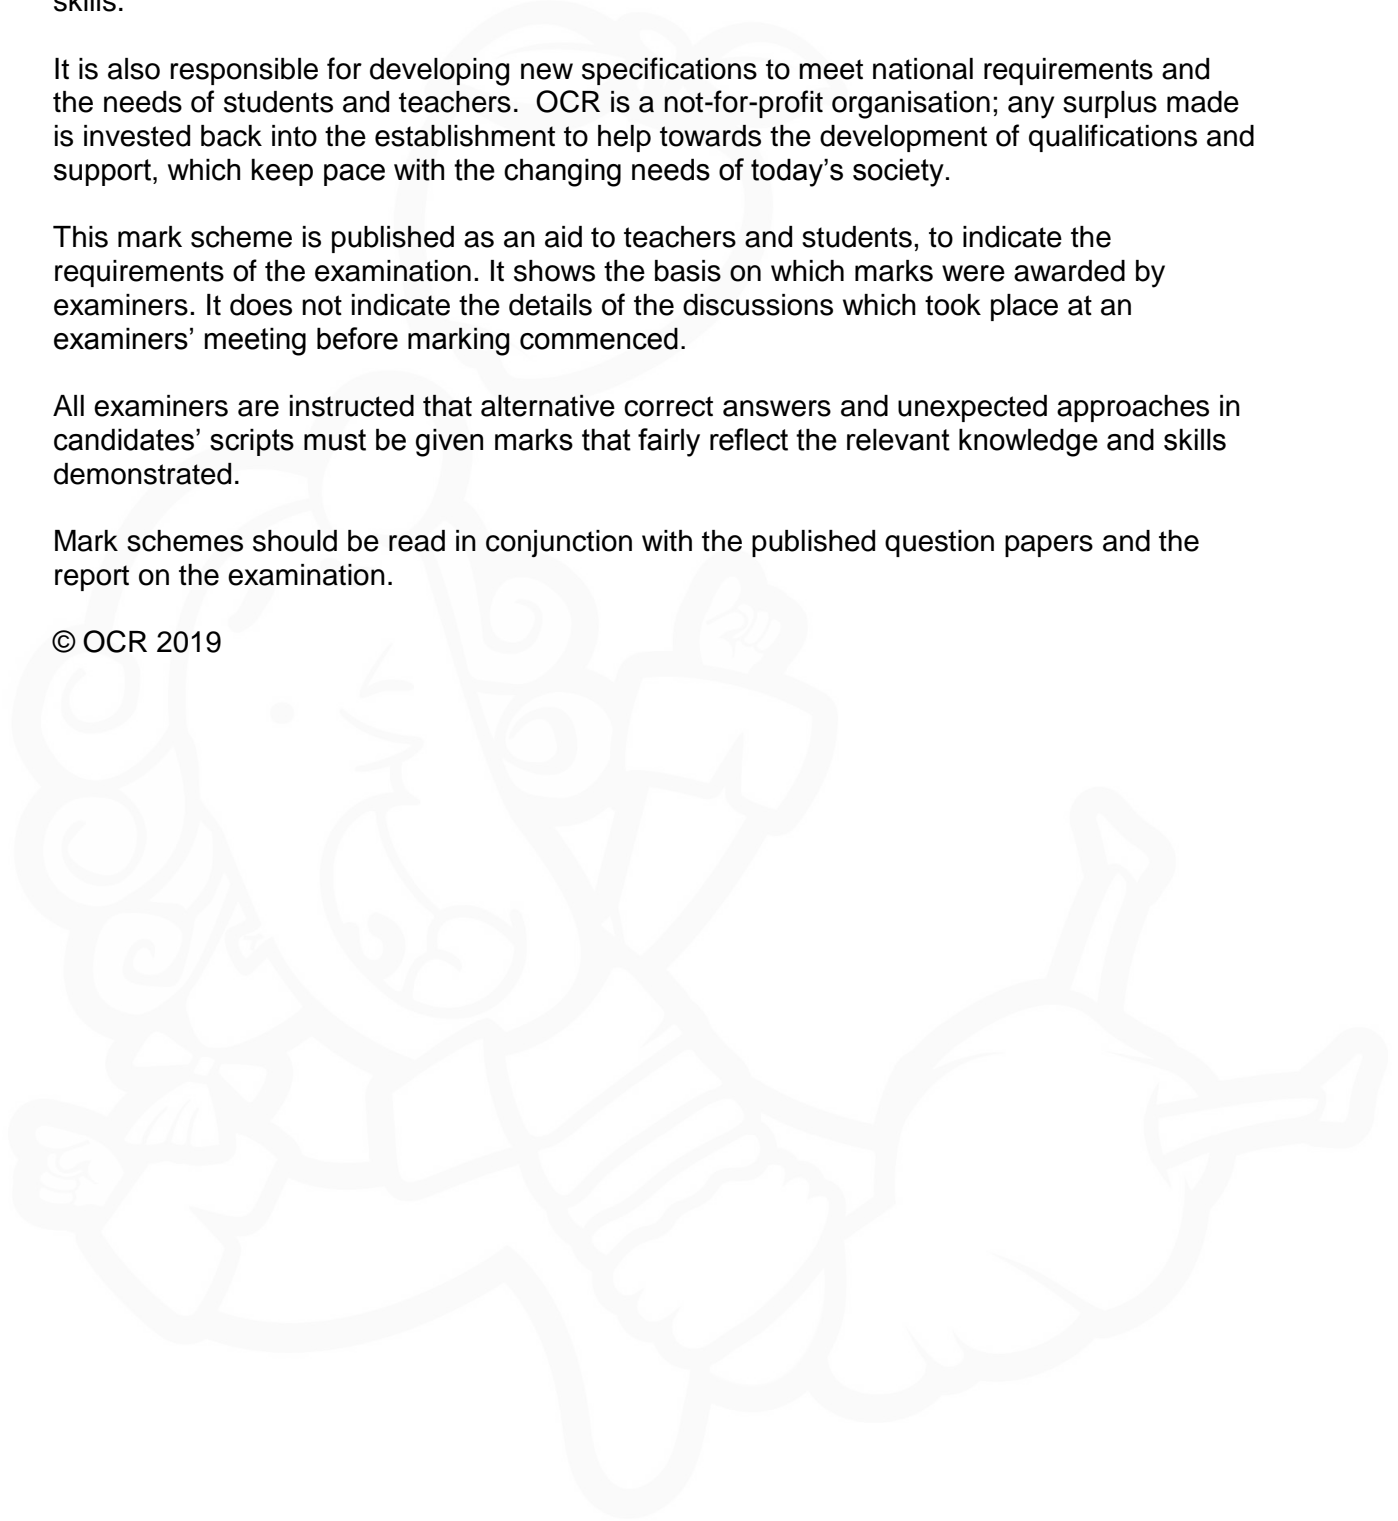 skills.
It is also responsible for developing new specifications to meet national requirements and
the needs of students and teachers.  OCR is a not-for-profit organisation; any surplus made
is invested back into the establishment to help towards the development of qualifications and
support, which keep pace with the changing needs of today’s society.
This mark scheme is published as an aid to teachers and students, to indicate the
requirements of the examination. It shows the basis on which marks were awarded by
examiners. It does not indicate the details of the discussions which took place at an
examiners’ meeting before marking commenced.
All examiners are instructed that alternative correct answers and unexpected approaches in
candidates’ scripts must be given marks that fairly reflect the relevant knowledge and skills
demonstrated.
Mark schemes should be read in conjunction with the published question papers and the
report on the examination.
© OCR 2019